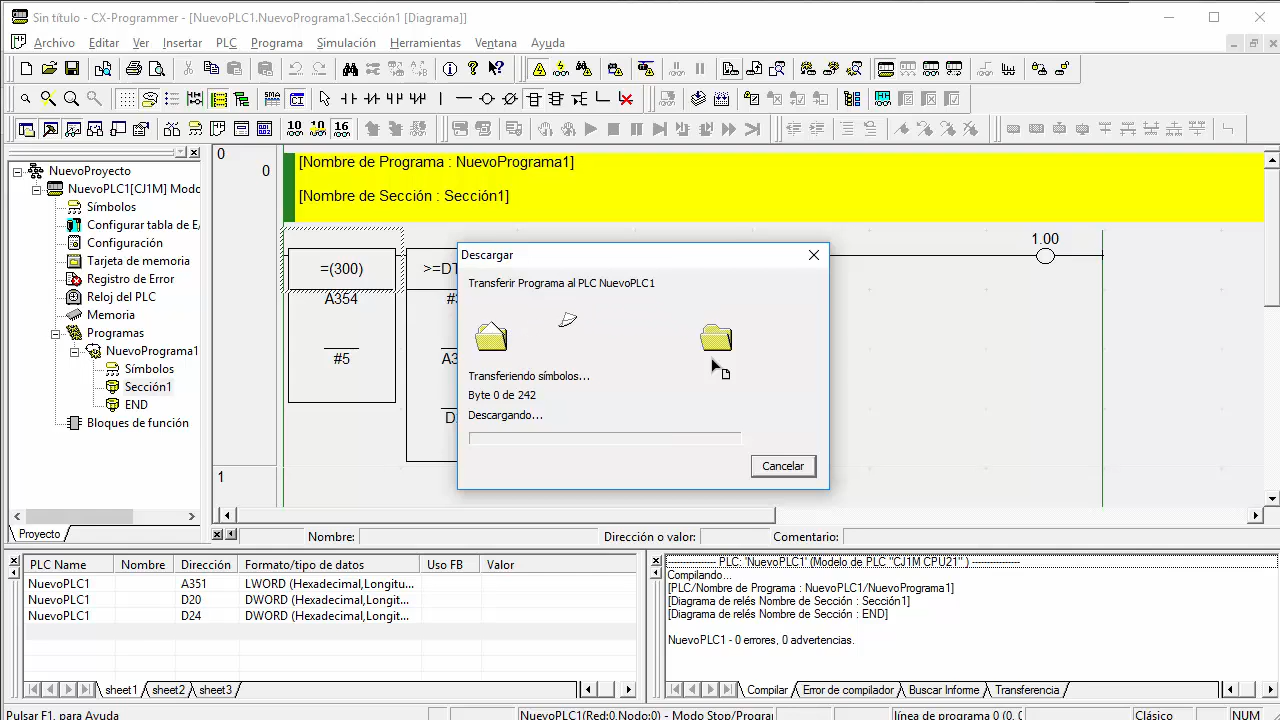 Sin título - CX-Programmer - [NuevoPLC1.NuevoPrograma1.Sección1 [Diagrama]]
Archivo Editar Ver Insertar PLC Programa Simulación Herramientas Ventana Ayuda
10 10 16
NuevoProyecto
NuevoPLC1[CJ1M] Modo
Símbolos
Configurar tabla de E/
Configuración
Tarjeta de memoria
Registro de Error
Reloj del PLC
Memoria
Programas
NuevoPrograma1
Símbolos
Sección1
END
Bloques de función
Proyecto
0
0
[Nombre de Programa : NuevoPrograma1]
[Nombre de Sección : Sección1]
=(300)
A354
#5
>=DT
1.00
1
Descargar
Transferir Programa al PLC NuevoPLC1
Transferiendo símbolos...
Byte 0 de 242
Descargando...
Cancelar
Nombre: Dirección o valor: Comentario:
PLC Name Nombre Dirección Formato/tipo de datos Uso FB Valor
NuevoPLC1 A351 LWORD (Hexadecimal,Longitu...
NuevoPLC1 D20 DWORD (Hexadecimal,Longit...
NuevoPLC1 D24 DWORD (Hexadecimal,Longit...
sheet1 sheet2 sheet3
PLC: 'NuevoPLC1' (Modelo de PLC "CJ1M CPU21" )
Compilando...
[PLC/Nombre de Programa : NuevoPLC1/NuevoPrograma1]
[Diagrama de relés Nombre de Sección : Sección1]
[Diagrama de relés Nombre de Sección : END]
NuevoPLC1 - 0 errores, 0 advertencias.
Compilar Error de compilador Buscar Informe Transferencia
Pulsar F1, para Ayuda
NuevoPLC1(Red:0,Nodo:0) - Modo Stop/Progra
línea de programa 0 (0, 0
Clásico
NUM